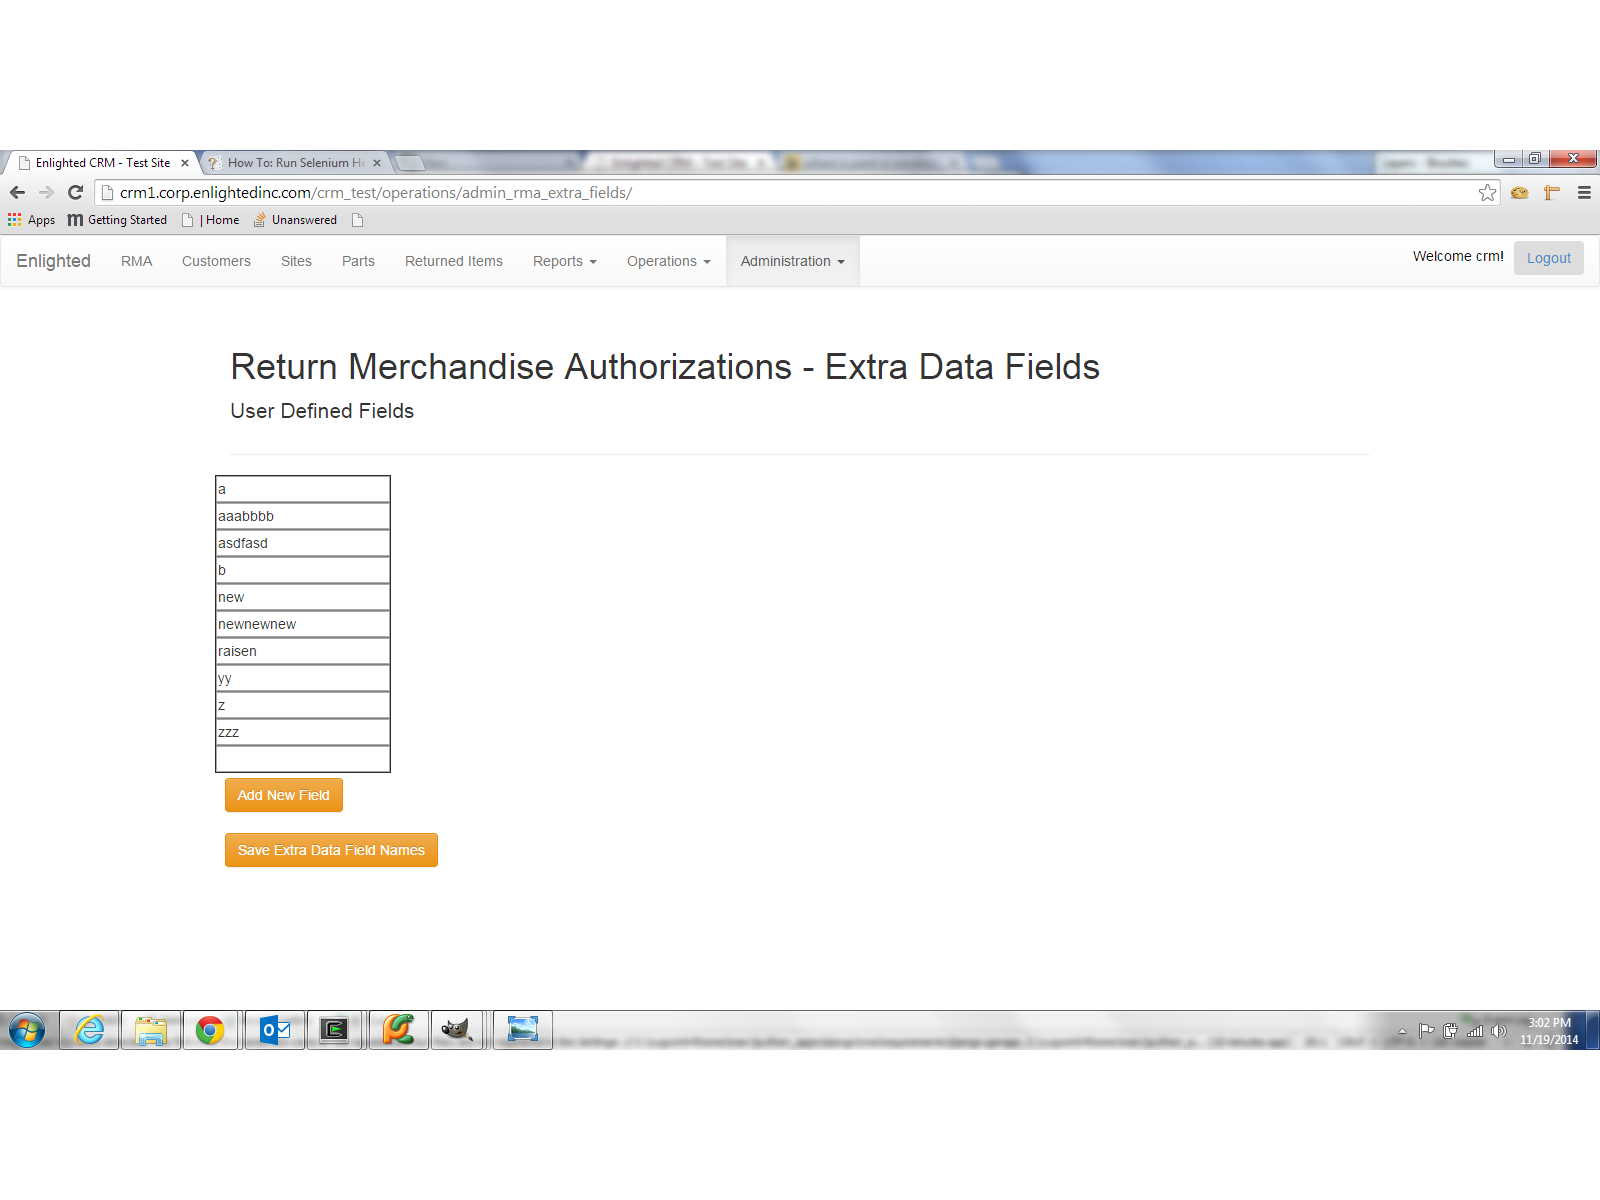 Enlighted CRM - Test Site
How To: Run Selenium He
crm1.corp.enlightedinc.com/crm_test/operations/admin_rma_extra_fields/
Apps Getting Started | Home Unanswered
Enlighted RMA Customers Sites Parts Returned Items Reports Operations Administration Welcome crm! Logout
Return Merchandise Authorizations - Extra Data Fields
User Defined Fields
a
aaabbbb
asdfasd
b
new
newnewnew
raisen
yy
z
zzz
Add New Field
Save Extra Data Field Names
3:02 PM
11/19/2014